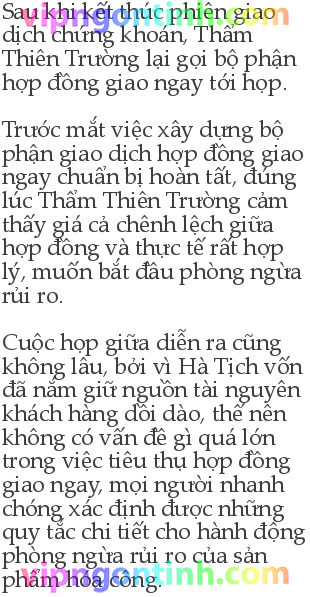 Sau khi kết thúc phiên giao
dịch chứng khoán, Thẩm
Thiên Trường lại gọi bộ phận
hợp đồng giao ngay tới họp.
Trước mắt việc xây dựng bộ
phận giao dịch hợp đồng giao
ngay chuẩn bị hoàn tất, đúng
lúc Thẩm Thiên Trường cảm
thấy giá cả chênh lệch giữa
hợp đồng và thực tế rất hợp
lý, muốn bắt đầu phòng ngừa
rủi ro.
Cuộc họp giữa diễn ra cũng
không lâu, bởi vì Hà Tịch vốn
đã nắm giữ nguồn tài nguyên
khách hàng dồi dào, thế nên
không có vấn đề gì quá lớn
trong việc tiêu thụ hợp đồng
giao ngay, mọi người nhanh
chóng xác định được những
quy tắc chi tiết cho hành động
phòng ngừa rủi ro của sản
phẩm hóa công.
vipngontinh.com
vipngontinh.com